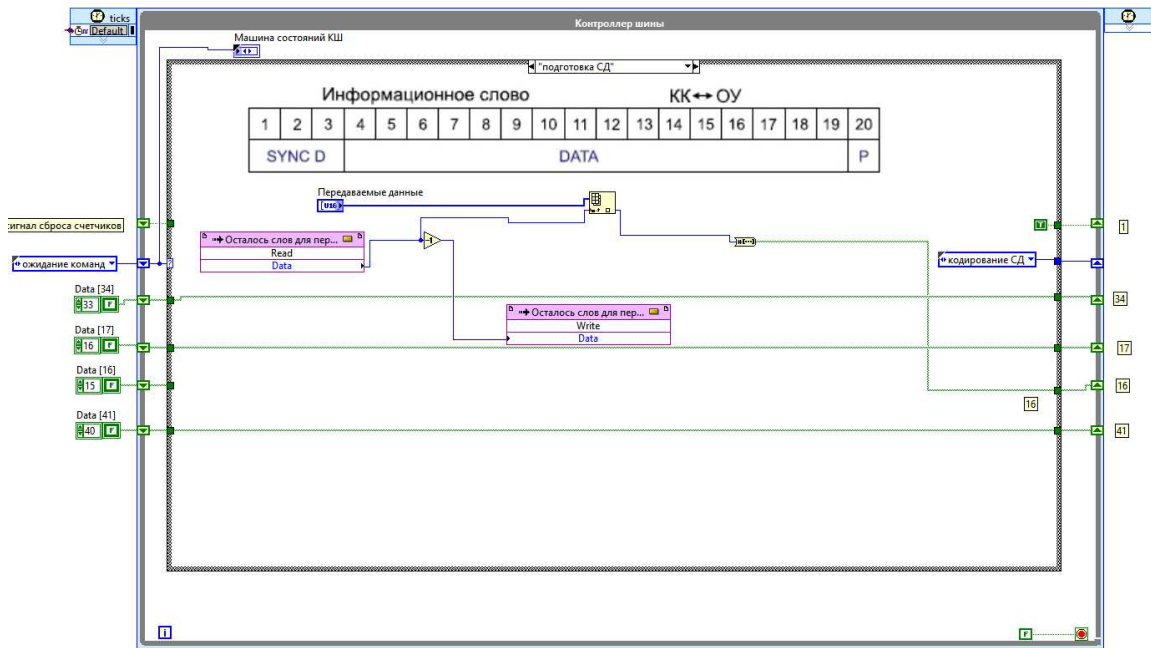 ticks
Default
Контроллер шины
Машина состояний КШ
"подготовка СД"
Информационное слово КК↔ОУ
1 2 3 4 5 6 7 8 9 10 11 12 13 14 15 16 17 18 19 20
SYNC D DATA P
Передаваемые данные
U16
сигнал сброса счетчиков
T
1
Осталось слов для пер...
Read
Data
-1
ожидание команд
кодирование СД
Data [34]
33 F
34
Осталось слов для пер...
Write
Data
Data [17]
16 F
17
Data [16]
15 F
16
16
Data [41]
40 F
41
i
F